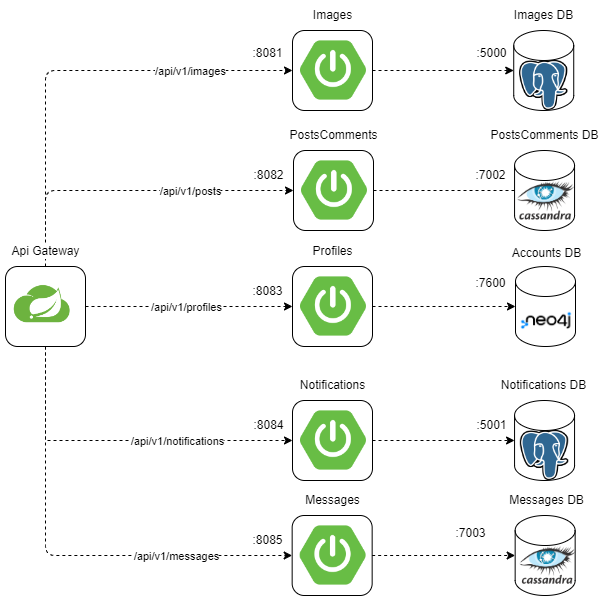 Images
Images DB
:8081
:5000
/api/v1/images
PostsComments
PostsComments DB
:8082
:7002
/api/v1/posts
cassandra
Api Gateway
Profiles
Accounts DB
:8083
:7600
/api/v1/profiles
neo4j
Notifications
Notifications DB
:8084
:5001
/api/v1/notifications
Messages
Messages DB
:8085
:7003
/api/v1/messages
cassandra